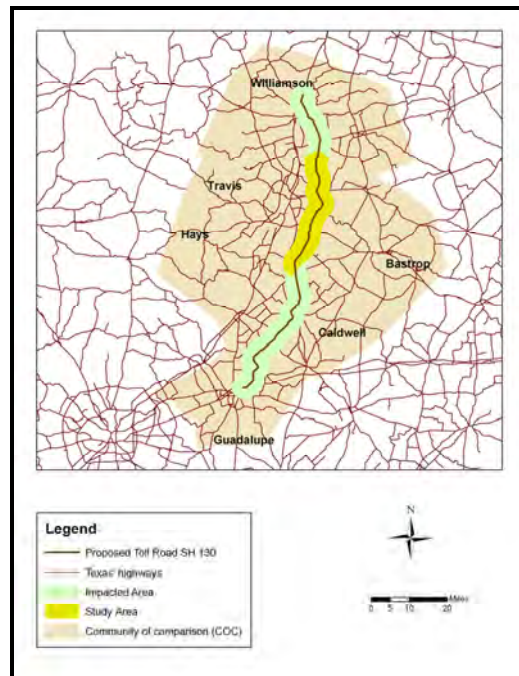 Williamson
Travis
Hays
Bastrop
Caldwell
Guadalupe
Legend
Proposed Toll Road SH 130
Texas' highways
Impacted Area
Study Area
Community of comparison (COC)
N
Miles
0 5 10 20